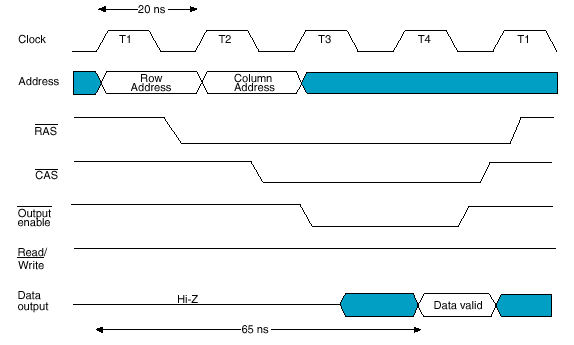 20 ns
Clock
T1
T2
T3
T4
T1
Address
Row
Address
Column
Address
RAS
CAS
Output
enable
Read/
Write
Data
output
Hi-Z
Data valid
65 ns